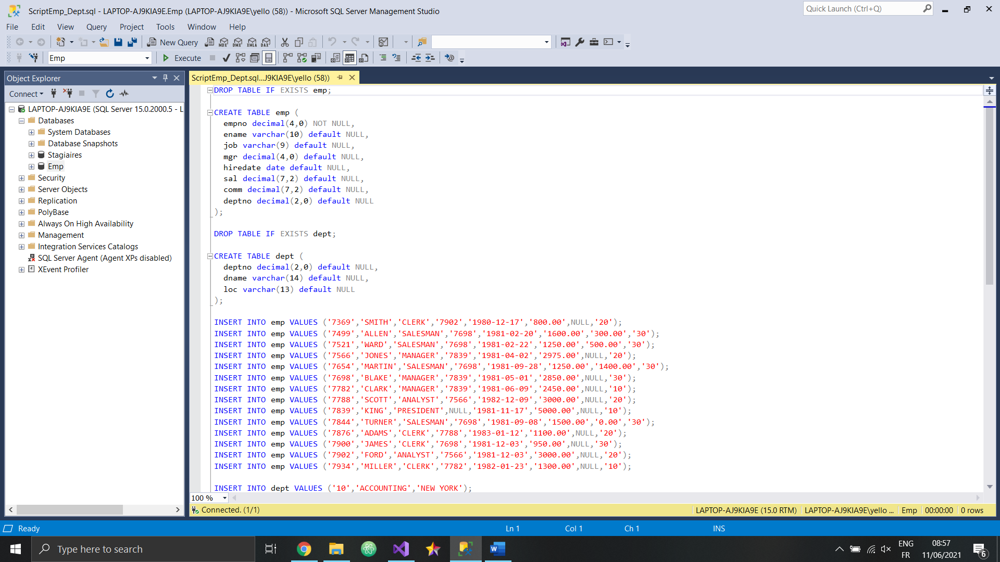 ScriptEmp_Dept.sql - LAPTOP-AJ9KIA9E.Emp (LAPTOP-AJ9KIA9E\yello (58)) - Microsoft SQL Server Management Studio
Quick Launch (Ctrl+Q)
File Edit View Query Project Tools Window Help
New Query
MDX DMX XMLA DAX
Emp
Execute
Object Explorer
Connect
LAPTOP-AJ9KIA9E (SQL Server 15.0.2000.5 - L
Databases
System Databases
Database Snapshots
Stagiaires
Emp
Security
Server Objects
Replication
PolyBase
Always On High Availability
Management
Integration Services Catalogs
SQL Server Agent (Agent XPs disabled)
XEvent Profiler
ScriptEmp_Dept.sql...J9KIA9E\yello (58))
DROP TABLE IF EXISTS emp;
CREATE TABLE emp (
empno decimal(4,0) NOT NULL,
ename varchar(10) default NULL,
job varchar(9) default NULL,
mgr decimal(4,0) default NULL,
hiredate date default NULL,
sal decimal(7,2) default NULL,
comm decimal(7,2) default NULL,
deptno decimal(2,0) default NULL
);
DROP TABLE IF EXISTS dept;
CREATE TABLE dept (
deptno decimal(2,0) default NULL,
dname varchar(14) default NULL,
loc varchar(13) default NULL
);
INSERT INTO emp VALUES ('7369','SMITH','CLERK','7902','1980-12-17','800.00',NULL,'20');
INSERT INTO emp VALUES ('7499','ALLEN','SALESMAN','7698','1981-02-20','1600.00','300.00','30');
INSERT INTO emp VALUES ('7521','WARD','SALESMAN','7698','1981-02-22','1250.00','500.00','30');
INSERT INTO emp VALUES ('7566','JONES','MANAGER','7839','1981-04-02','2975.00',NULL,'20');
INSERT INTO emp VALUES ('7654','MARTIN','SALESMAN','7698','1981-09-28','1250.00','1400.00','30');
INSERT INTO emp VALUES ('7698','BLAKE','MANAGER','7839','1981-05-01','2850.00',NULL,'30');
INSERT INTO emp VALUES ('7782','CLARK','MANAGER','7839','1981-06-09','2450.00',NULL,'10');
INSERT INTO emp VALUES ('7788','SCOTT','ANALYST','7566','1982-12-09','3000.00',NULL,'20');
INSERT INTO emp VALUES ('7839','KING','PRESIDENT',NULL,'1981-11-17','5000.00',NULL,'10');
INSERT INTO emp VALUES ('7844','TURNER','SALESMAN','7698','1981-09-08','1500.00','0.00','30');
INSERT INTO emp VALUES ('7876','ADAMS','CLERK','7788','1983-01-12','1100.00',NULL,'20');
INSERT INTO emp VALUES ('7900','JAMES','CLERK','7698','1981-12-03','950.00',NULL,'30');
INSERT INTO emp VALUES ('7902','FORD','ANALYST','7566','1981-12-03','3000.00',NULL,'20');
INSERT INTO emp VALUES ('7934','MILLER','CLERK','7782','1982-01-23','1300.00',NULL,'10');
INSERT INTO dept VALUES ('10','ACCOUNTING','NEW YORK');
100 %
Connected. (1/1)
LAPTOP-AJ9KIA9E (15.0 RTM) LAPTOP-AJ9KIA9E\yello ... Emp 00:00:00 0 rows
Ready
Ln 1 Col 1 Ch 1 INS
Type here to search
ENG
FR
08:57
11/06/2021
6